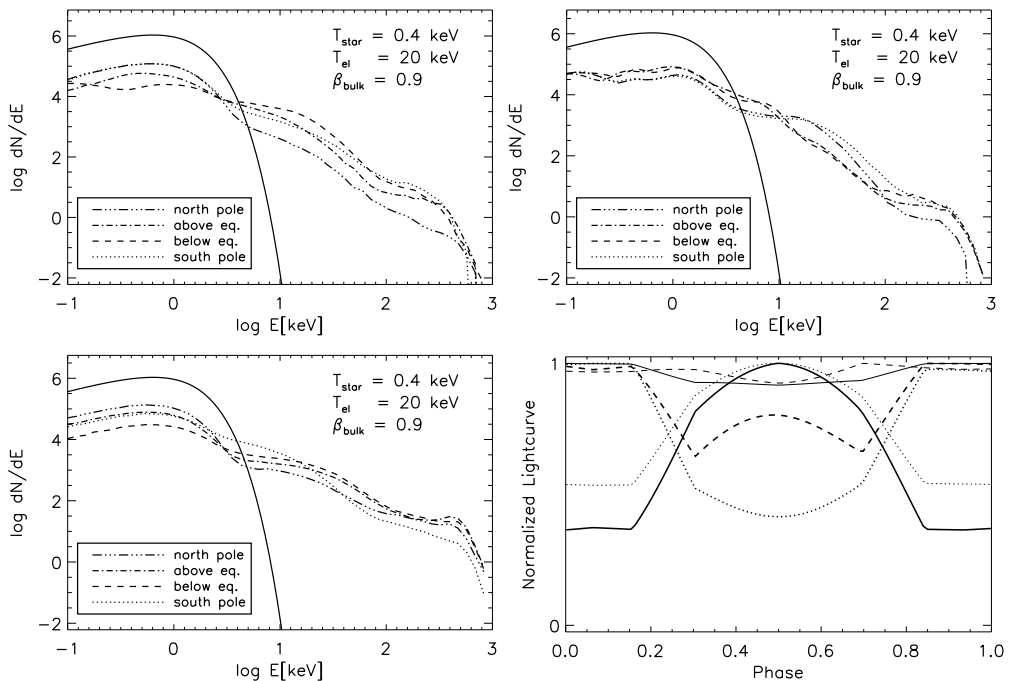 T_star = 0.4 keV
T_el = 20 keV
β_bulk = 0.9
log dN/dE
6
4
2
0
−2
north pole
above eq.
below eq.
south pole
−1 0 1 2 3
log E[keV]
T_star = 0.4 keV
T_el = 20 keV
β_bulk = 0.9
log dN/dE
6
4
2
0
−2
north pole
above eq.
below eq.
south pole
−1 0 1 2 3
log E[keV]
T_star = 0.4 keV
T_el = 20 keV
β_bulk = 0.9
log dN/dE
6
4
2
0
−2
north pole
above eq.
below eq.
south pole
−1 0 1 2 3
log E[keV]
Normalized Lightcurve
1
0
0.0 0.2 0.4 0.6 0.8 1.0
Phase